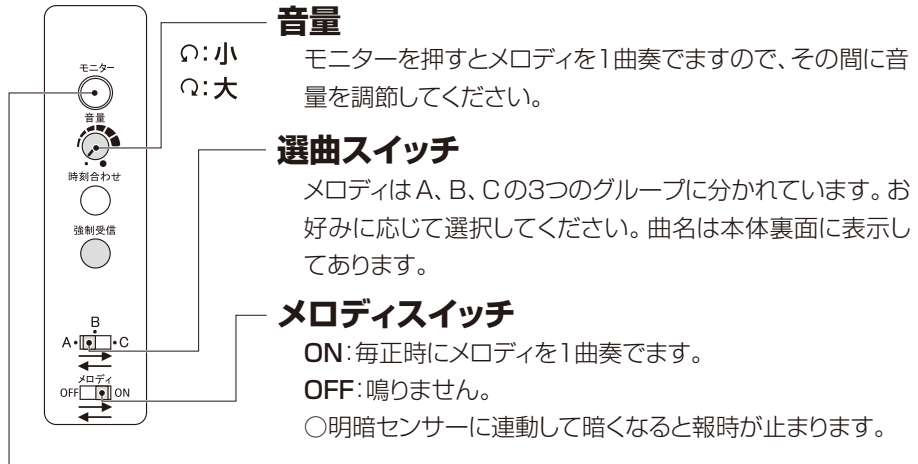 モニター
音量
時刻合わせ
強制受信
B
A・ ・C
メロディ
OFF ON
:小
:大
音量
モニターを押すとメロディを1曲奏でますので、その間に音
量を調節してください。
選曲スイッチ
メロディはA、B、Cの3つのグループに分かれています。お
好みに応じて選択してください。曲名は本体裏面に表示し
てあります。
メロディスイッチ
ON:毎正時にメロディを1曲奏でます。
OFF:鳴りません。
○明暗センサーに連動して暗くなると報時が止まります。